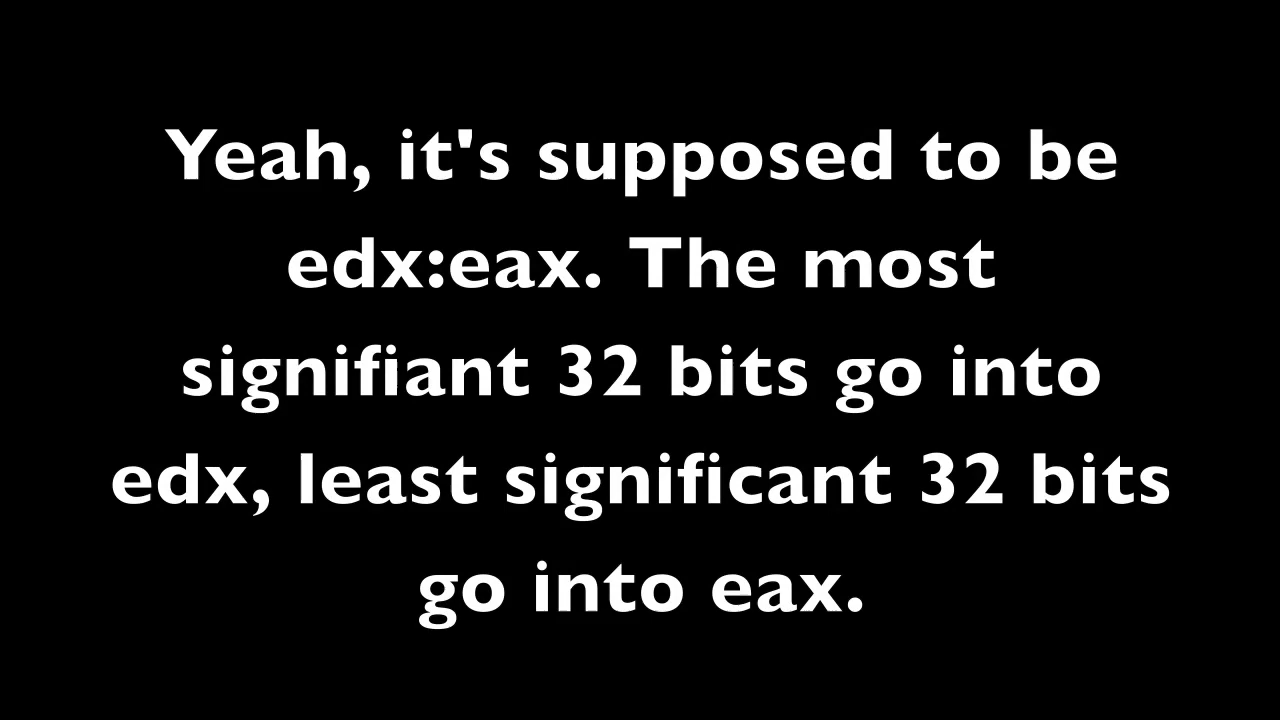 Yeah, it's supposed to be
edx:eax. The most
signifiant 32 bits go into
edx, least significant 32 bits
go into eax.